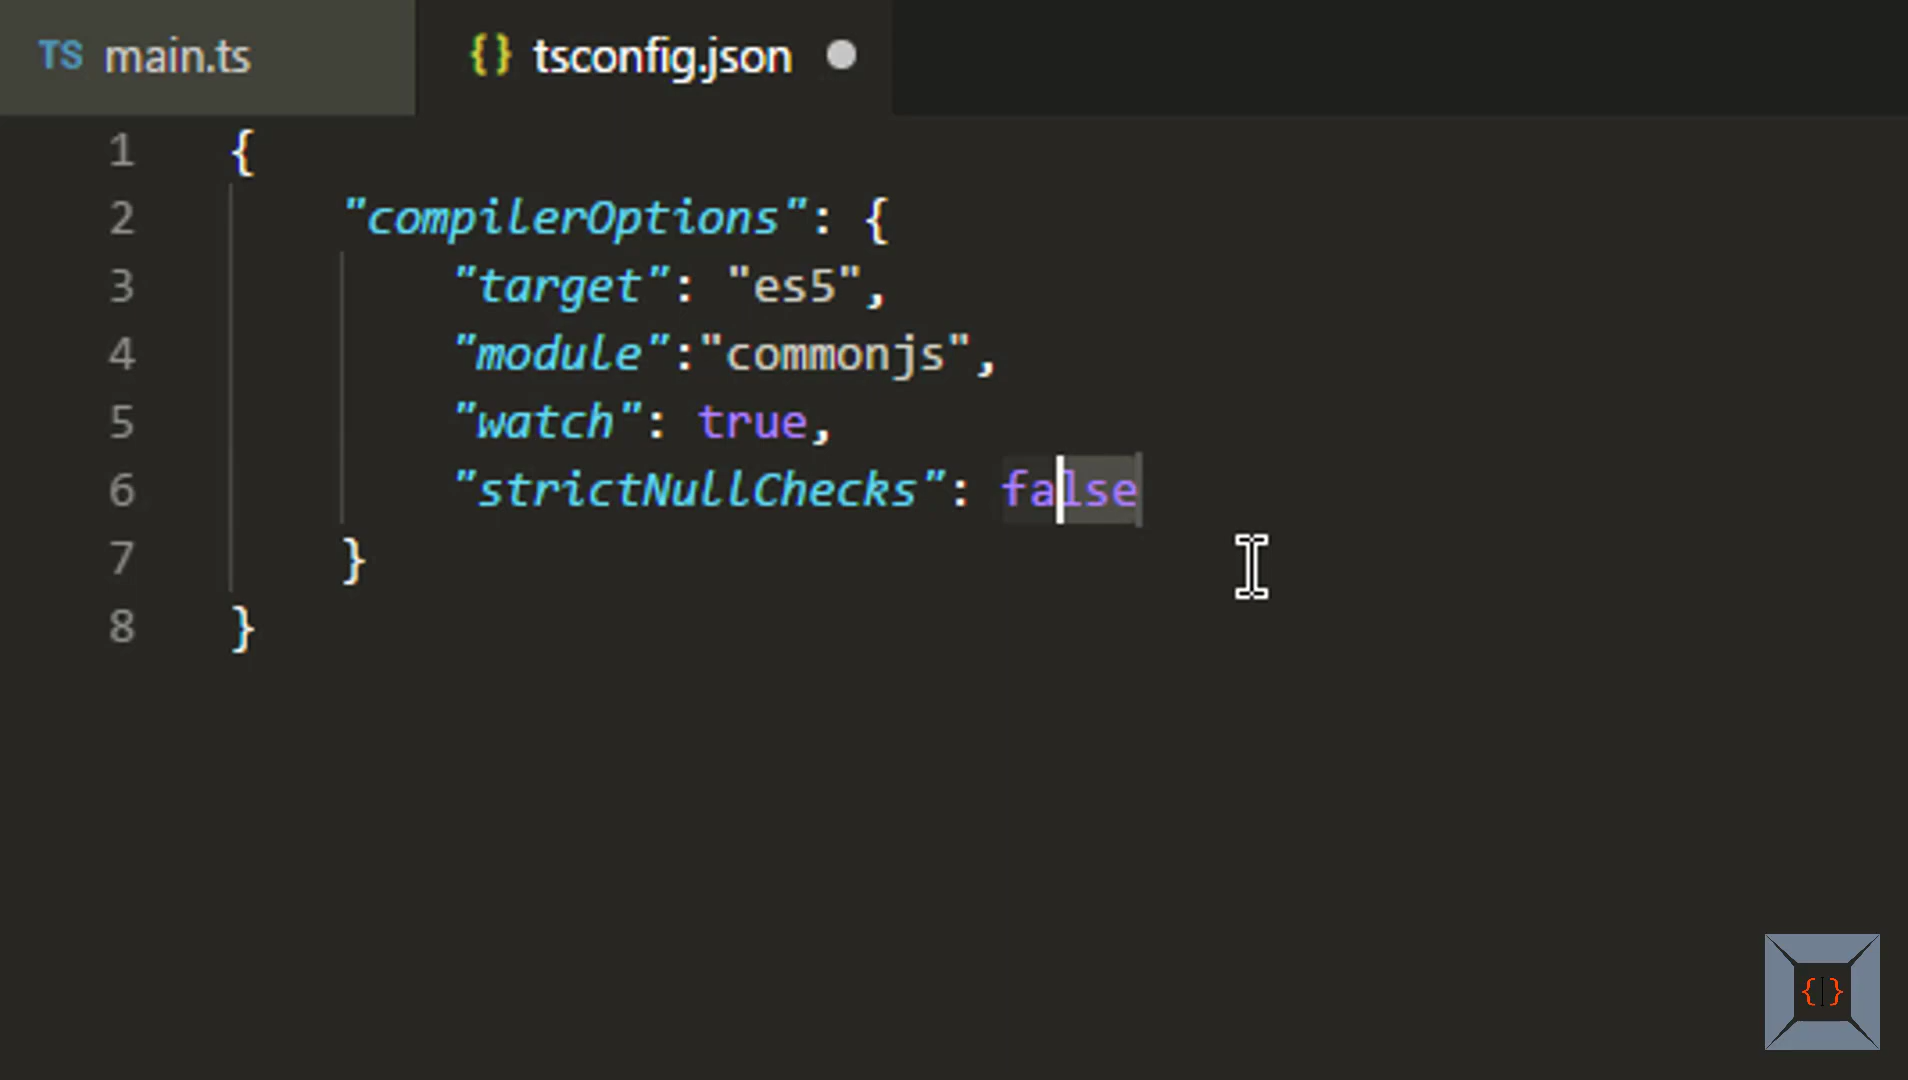 TS main.ts
{} tsconfig.json
1 {
2 "compilerOptions": {
3 "target": "es5",
4 "module":"commonjs",
5 "watch": true,
6 "strictNullChecks": false
7 }
8 }
{|}